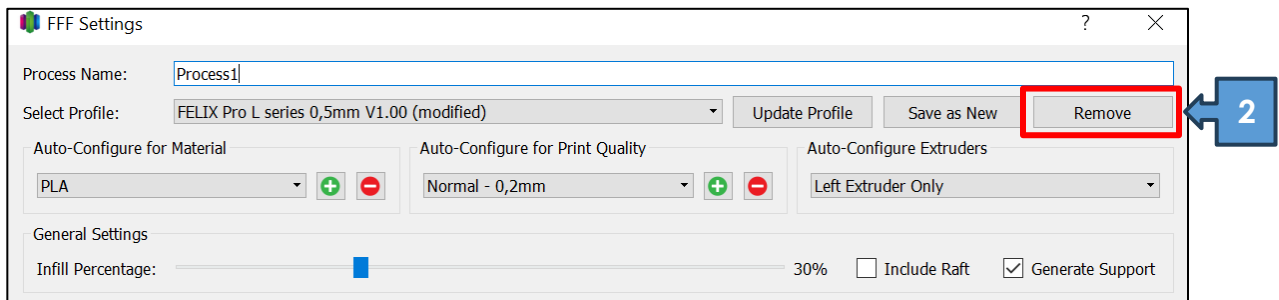 FFF Settings
?
Process Name: Process1
Select Profile: FELIX Pro L series 0,5mm V1.00 (modified) Update Profile Save as New Remove
2
Auto-Configure for Material Auto-Configure for Print Quality Auto-Configure Extruders
PLA Normal - 0,2mm Left Extruder Only
General Settings
Infill Percentage: 30% Include Raft Generate Support